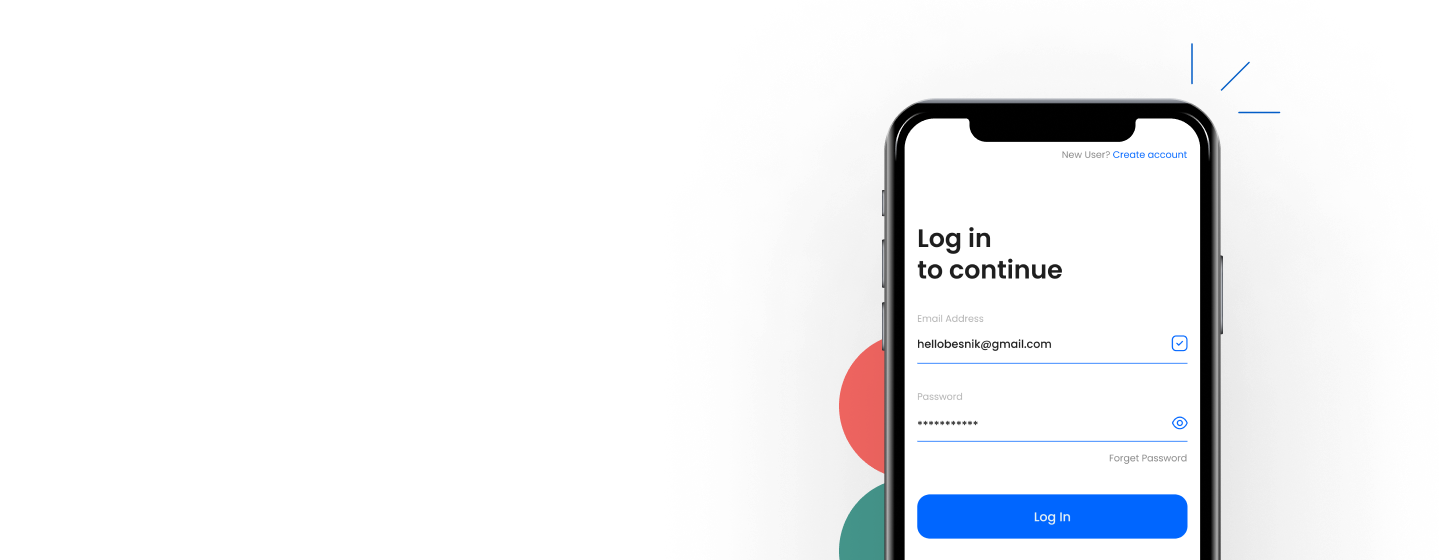 New User? Create account
Log in
to continue
Email Address
hellobesnik@gmail.com
Password
***********
Forget Password
Log In